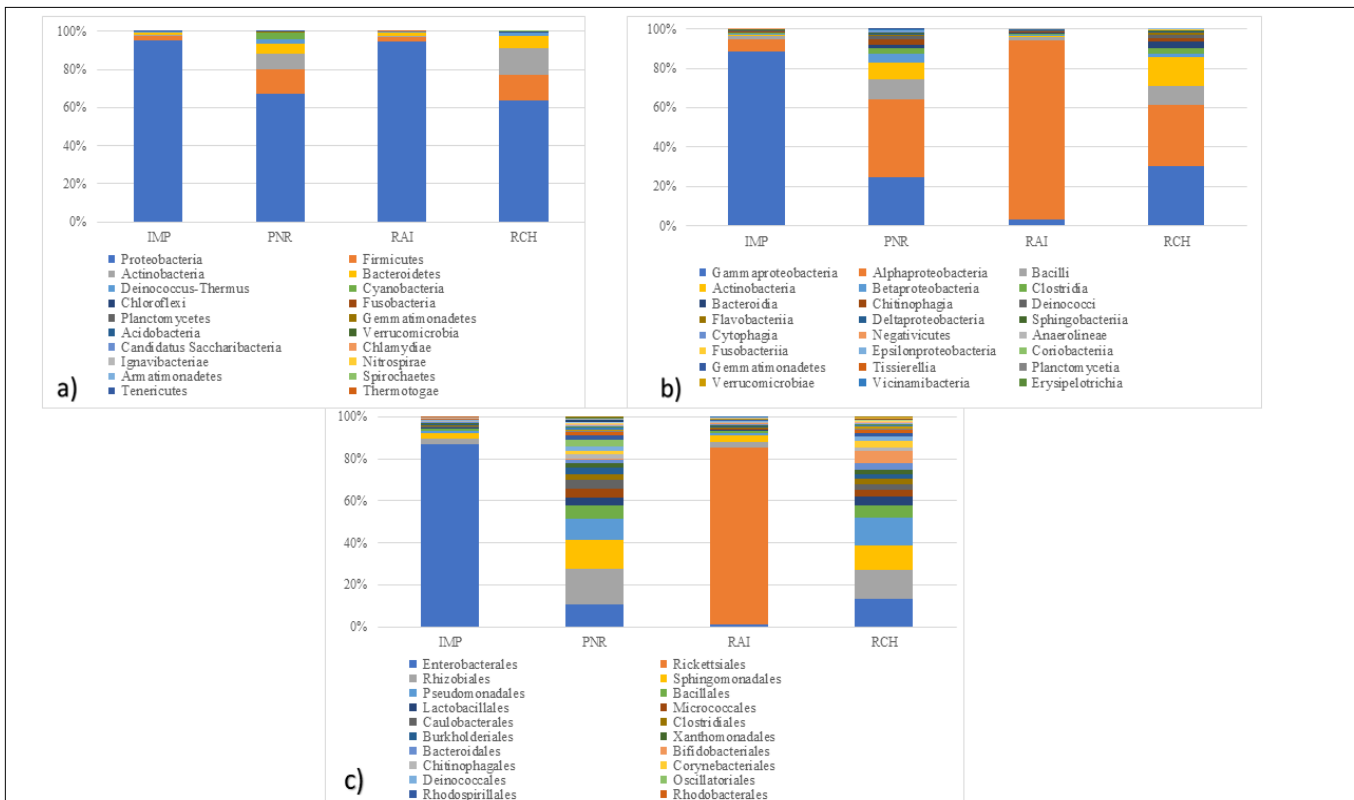 100%
80%
60%
40%
20%
0%
IMP PNR RAI RCH
Proteobacteria Firmicutes
Actinobacteria Bacteroidetes
Deinococcus-Thermus Cyanobacteria
Chloroflexi Fusobacteria
Planctomycetes Gemmatimonadetes
Acidobacteria Verrucomicrobia
Candidatus Saccharibacteria Chlamydiae
Ignavibacteriae Nitrospirae
Armatimonadetes Spirochaetes
Tenericutes Thermotogae
a)
100%
80%
60%
40%
20%
0%
IMP PNR RAI RCH
Gammaproteobacteria Alphaproteobacteria Bacilli
Actinobacteria Betaproteobacteria Clostridia
Bacteroidia Chitinophagia Deinococci
Flavobacteriia Deltaproteobacteria Sphingobacteriia
Cytophagia Negativicutes Anaerolineae
Fusobacteriia Epsilonproteobacteria Coriobacteriia
Gemmatimonadetes Tissierellia Planctomycetia
Verrucomicrobiae Vicinamibacteria Erysipelotrichia
b)
100%
80%
60%
40%
20%
0%
IMP PNR RAI RCH
Enterobacterales Rickettsiales
Rhizobiales Sphingomonadales
Pseudomonadales Bacillales
Lactobacillales Micrococcales
Caulobacterales Clostridiales
Burkholderiales Xanthomonadales
Bacteroidales Bifidobacteriales
Chitinophagales Corynebacteriales
Deinococcales Oscillatoriales
Rhodospirillales Rhodobacterales
c)